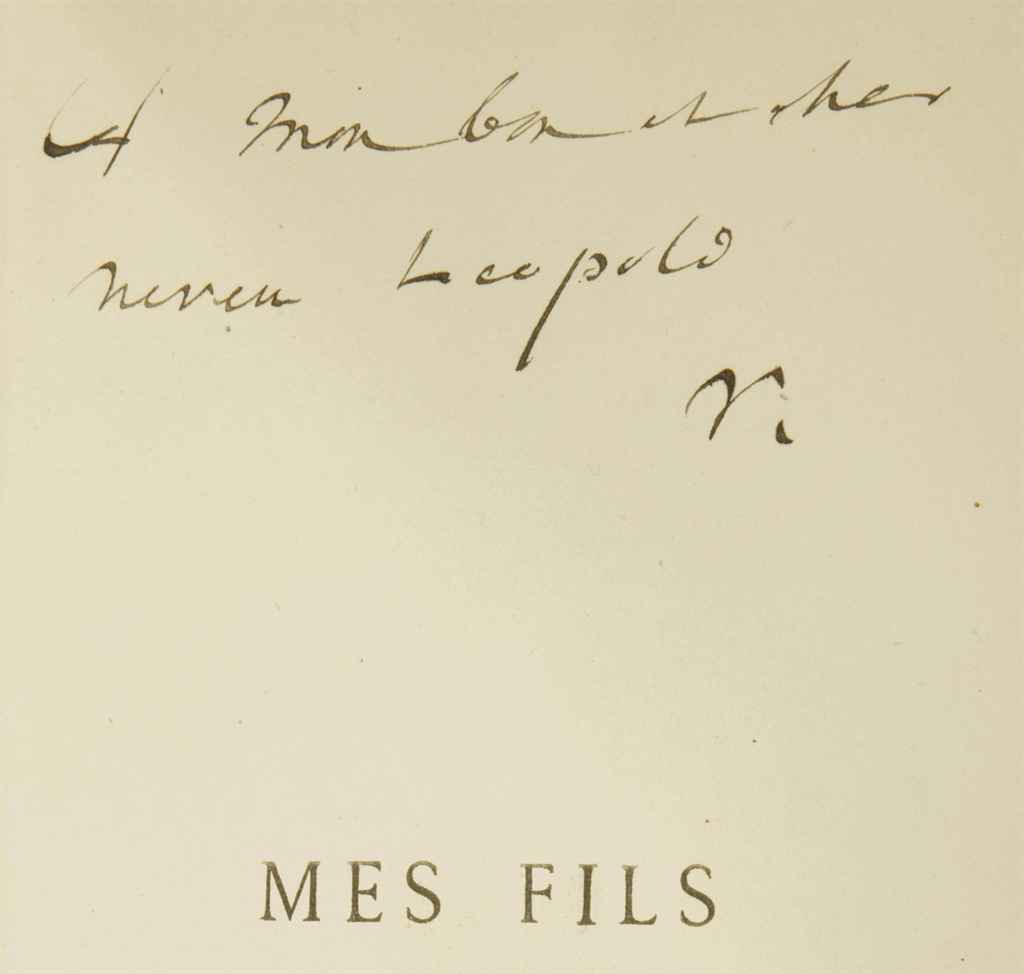 A mon bon et cher
neveu Leopold
V.
MES FILS